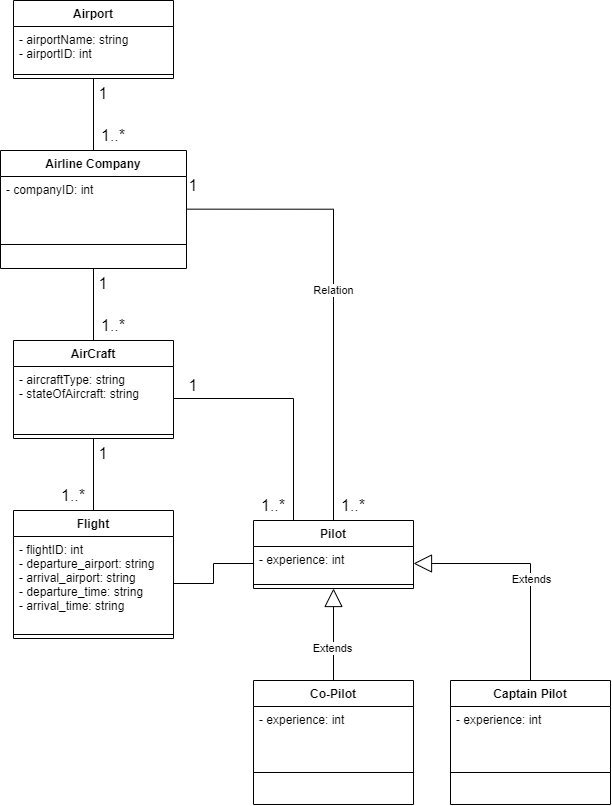 Airport
- airportName: string
- airportID: int
1
1..*
Airline Company
- companyID: int
1
Relation
1
1..*
AirCraft
- aircraftType: string
- stateOfAircraft: string
1
1
1..*
1..*
1..*
Flight
- flightID: int
- departure_airport: string
- arrival_airport: string
- departure_time: string
- arrival_time: string
Pilot
- experience: int
Extends
Extends
Co-Pilot
- experience: int
Captain Pilot
- experience: int